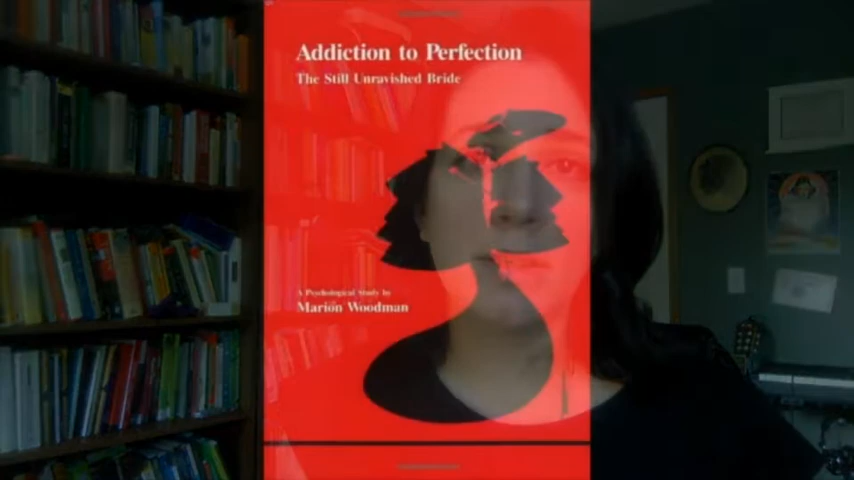 Addiction to Perfection
The Still Unravished Bride
A Psychological Study by
Marion Woodman